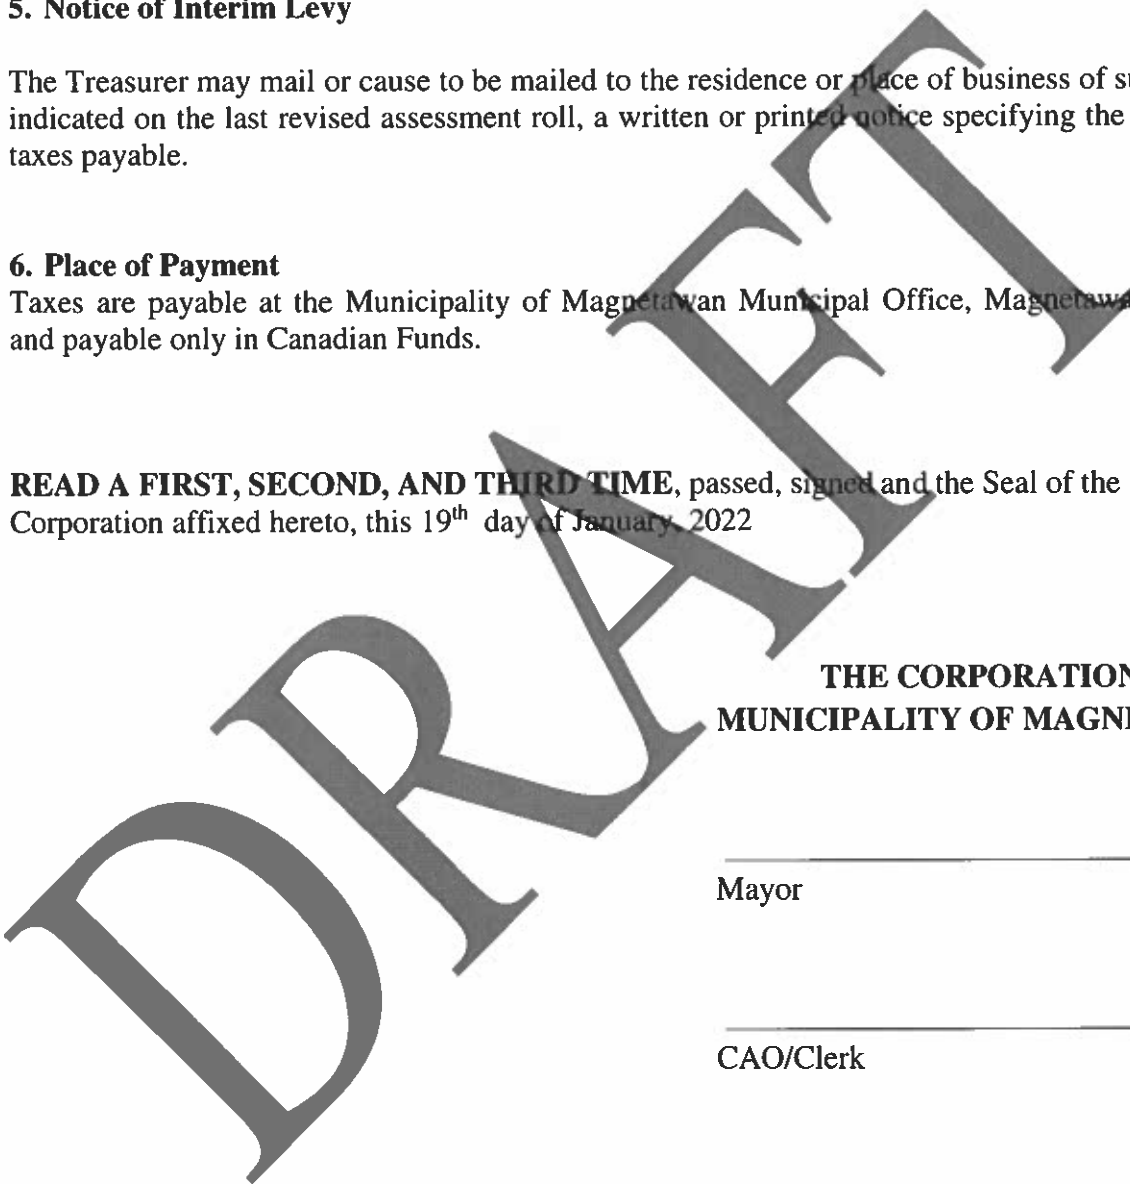 5. Notice of Interim Levy
The Treasurer may mail or cause to be mailed to the residence or place of business of
indicated on the last revised assessment roll, a written or printed notice specifying the
taxes payable.
6. Place of Payment
Taxes are payable at the Municipality of Magnetawan Municipal Office, Magnetawa
and payable only in Canadian Funds.
READ A FIRST, SECOND, AND THIRD TIME, passed, signed and the Seal of the
Corporation affixed hereto, this 19th day of January, 2022
THE CORPORATION
MUNICIPALITY OF MAGN
Mayor
CAO/Clerk
DRAFT